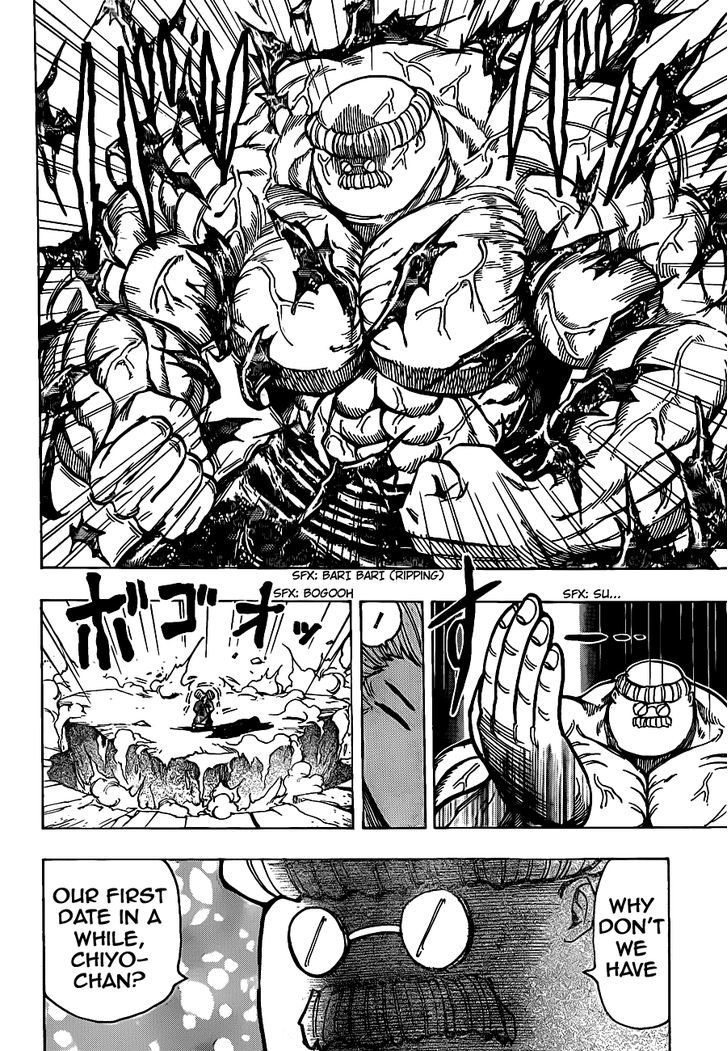 SFX: BARI BARI (RIPPING)
SFX: SU...
SFX: BOGOOH
ボゴオッ
WHY
DON'T
WE
HAVE
OUR FIRST
DATE IN A
WHILE,
CHIYO-
CHAN?